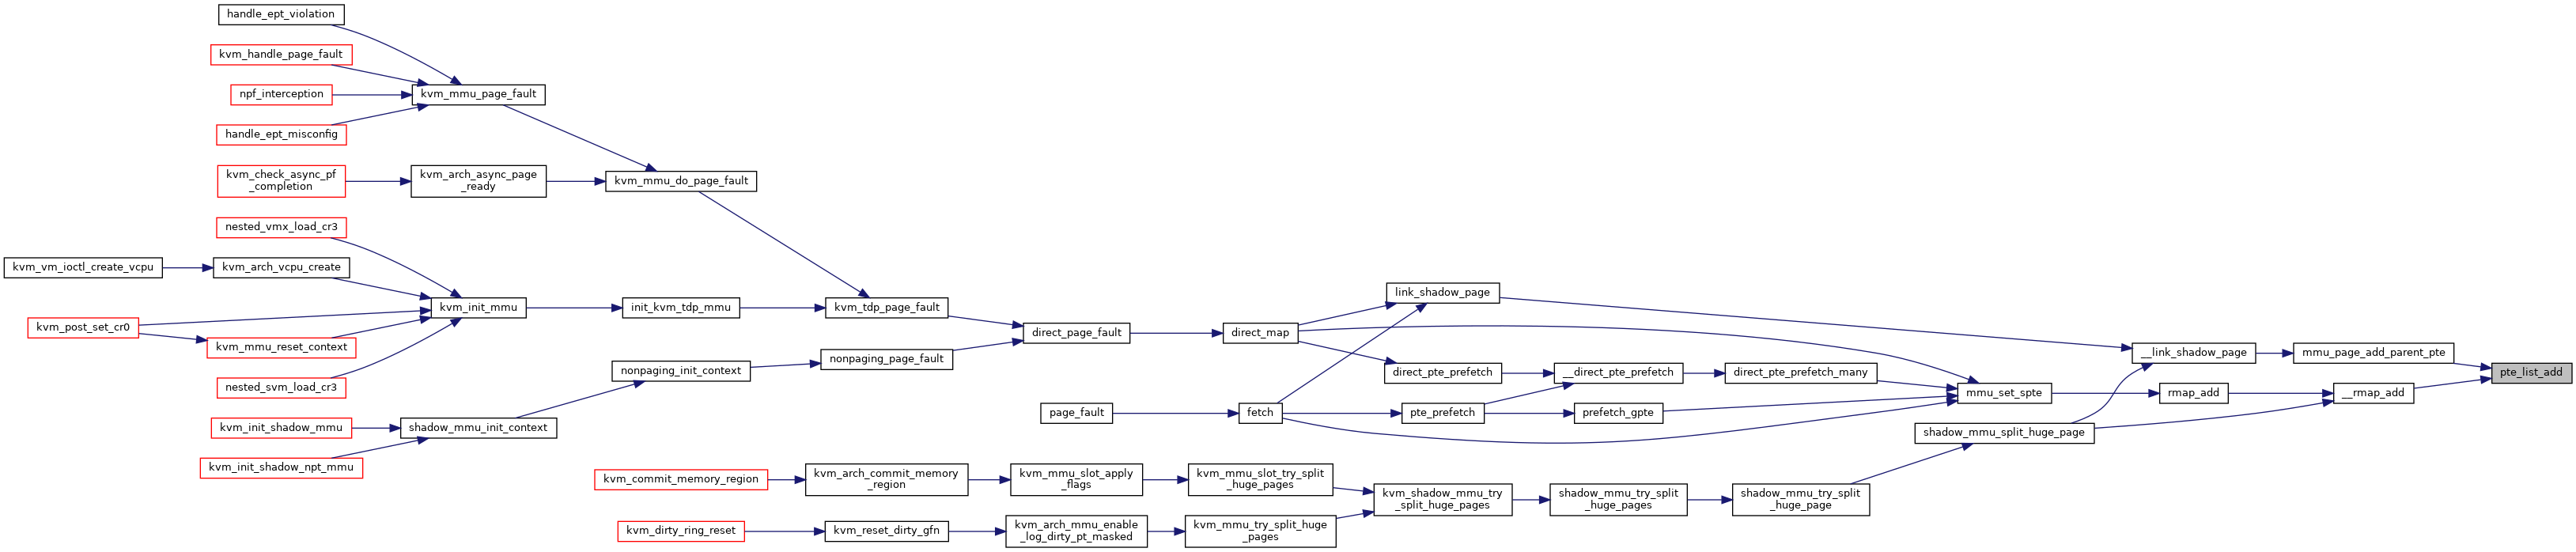 handle_ept_violation
kvm_handle_page_fault
npf_interception
kvm_mmu_page_fault
handle_ept_misconfig
kvm_check_async_pf
_completion
kvm_arch_async_page
_ready
kvm_mmu_do_page_fault
nested_vmx_load_cr3
kvm_vm_ioctl_create_vcpu
kvm_arch_vcpu_create
kvm_init_mmu
init_kvm_tdp_mmu
kvm_tdp_page_fault
kvm_post_set_cr0
kvm_mmu_reset_context
nested_svm_load_cr3
nonpaging_init_context
nonpaging_page_fault
direct_page_fault
direct_map
link_shadow_page
kvm_init_shadow_mmu
kvm_init_shadow_npt_mmu
shadow_mmu_init_context
page_fault
fetch
direct_pte_prefetch
pte_prefetch
__direct_pte_prefetch
prefetch_gpte
direct_pte_prefetch_many
mmu_set_spte
__link_shadow_page
rmap_add
shadow_mmu_split_huge_page
mmu_page_add_parent_pte
__rmap_add
pte_list_add
kvm_commit_memory_region
kvm_arch_commit_memory
_region
kvm_mmu_slot_apply
_flags
kvm_mmu_slot_try_split
_huge_pages
kvm_shadow_mmu_try
_split_huge_pages
shadow_mmu_try_split
_huge_pages
shadow_mmu_try_split
_huge_page
kvm_dirty_ring_reset
kvm_reset_dirty_gfn
kvm_arch_mmu_enable
_log_dirty_pt_masked
kvm_mmu_try_split_huge
_pages